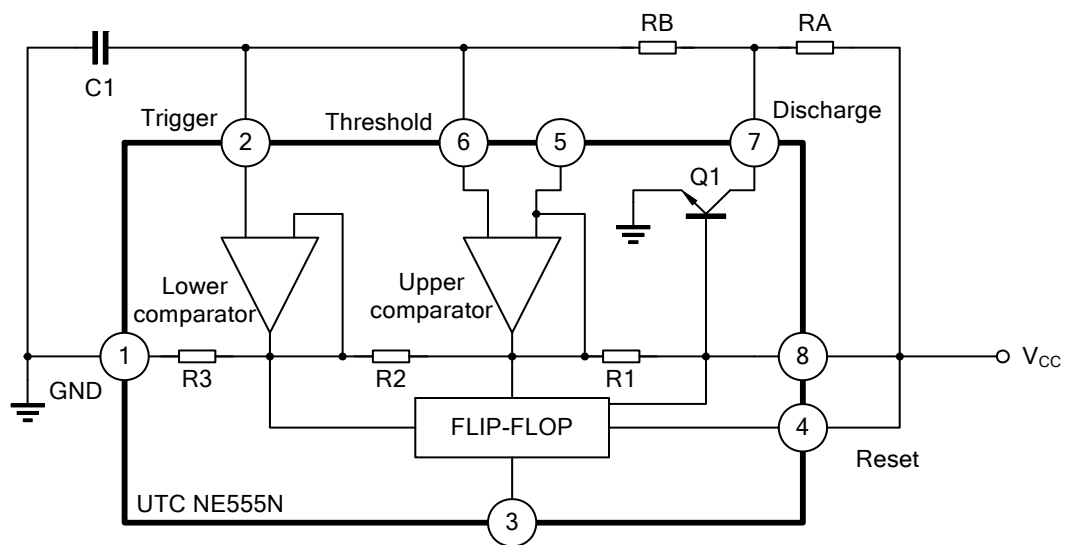 RB
RA
C1
Trigger
Threshold
Discharge
2
6
5
7
Q1
Lower
comparator
Upper
comparator
1
8
R3
R2
R1
VCC
GND
FLIP-FLOP
4
Reset
UTC NE555N
3